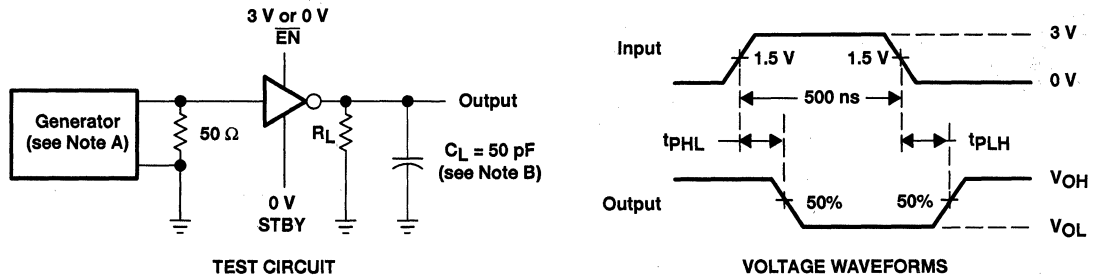 3 V or 0 V
EN
Generator
(see Note A)
50 Ω
RL
Output
CL = 50 pF
(see Note B)
0 V
STBY
TEST CIRCUIT
Input
1.5 V
1.5 V
3 V
0 V
500 ns
tPHL
tPLH
Output
50%
50%
VOH
VOL
VOLTAGE WAVEFORMS